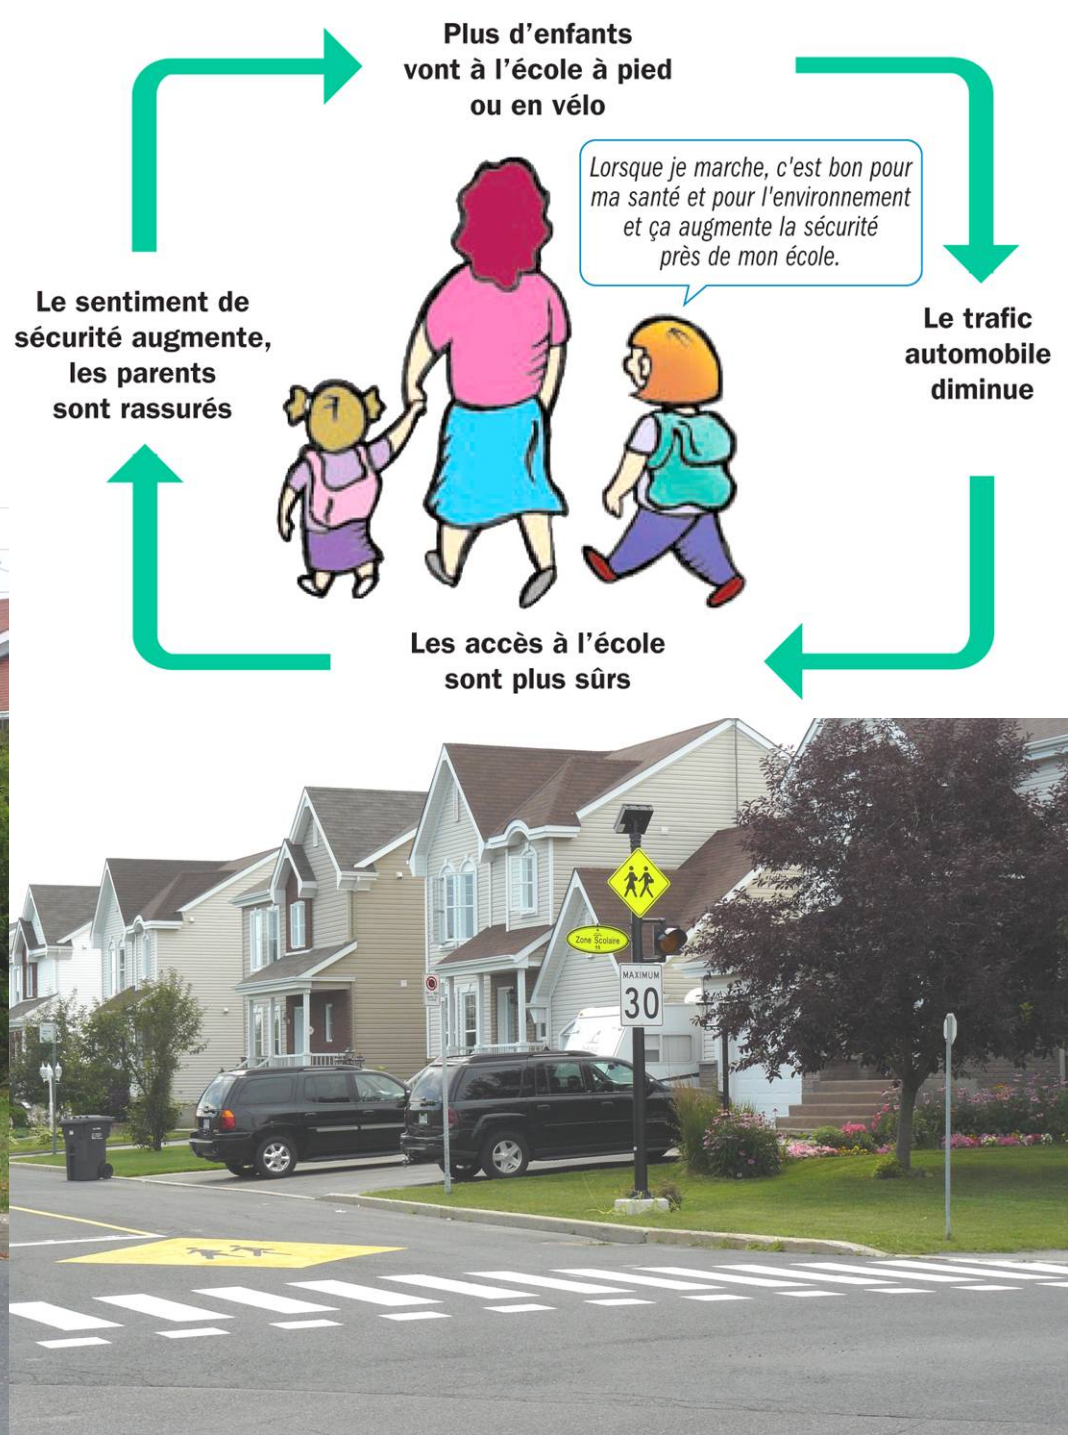 Plus d'enfants
vont à l'école à pied
ou en vélo
Lorsque je marche, c'est bon pour
ma santé et pour l'environnement
et ça augmente la sécurité
près de mon école.
Le sentiment de
sécurité augmente,
les parents
sont rassurés
Le trafic
automobile
diminue
Les accès à l'école
sont plus sûrs
Zone Scolaire
MAXIMUM
30